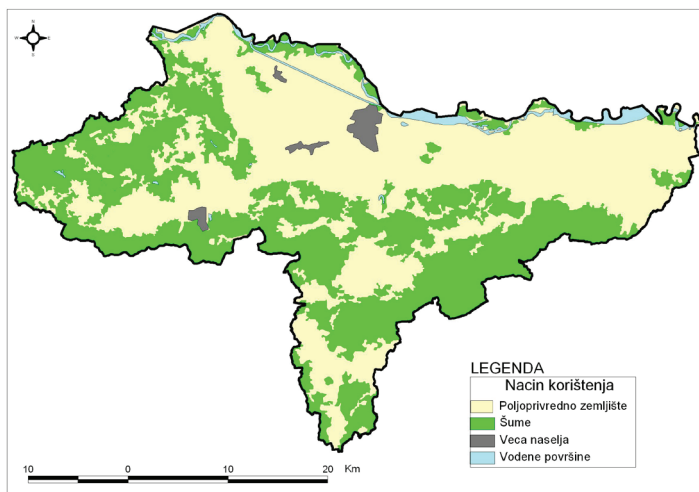 N
W E
S
LEGENDA
Nacin korištenja
Poljoprivredno zemljište
Šume
Veca naselja
Vodene površine
10 0 10 20 Km